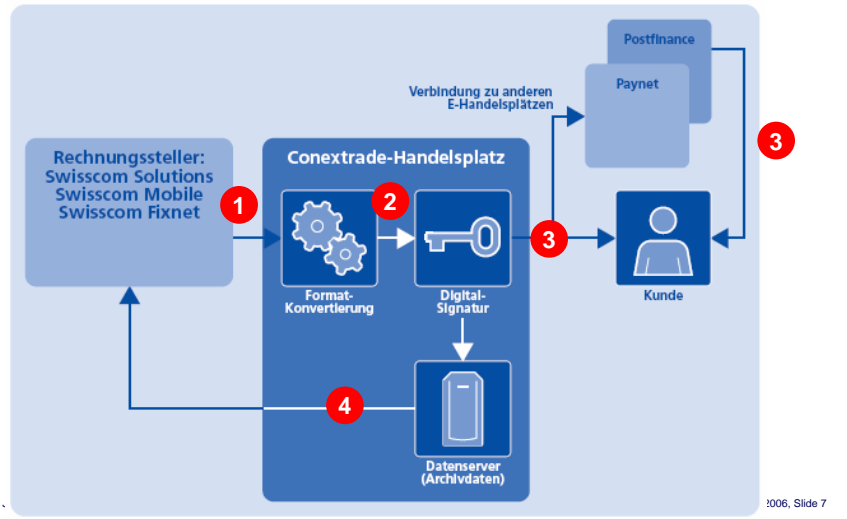 Postfinance
Paynet
Verbindung zu anderen
E-Handelsplätzen
3
Rechnungssteller:
Swisscom Solutions
Swisscom Mobile
Swisscom Fixnet
Conextrade-Handelsplatz
1
2
3
Format-
Konvertierung
Digital-
Signatur
Kunde
4
Datenserver
(Archivdaten)
2006, Slide 7